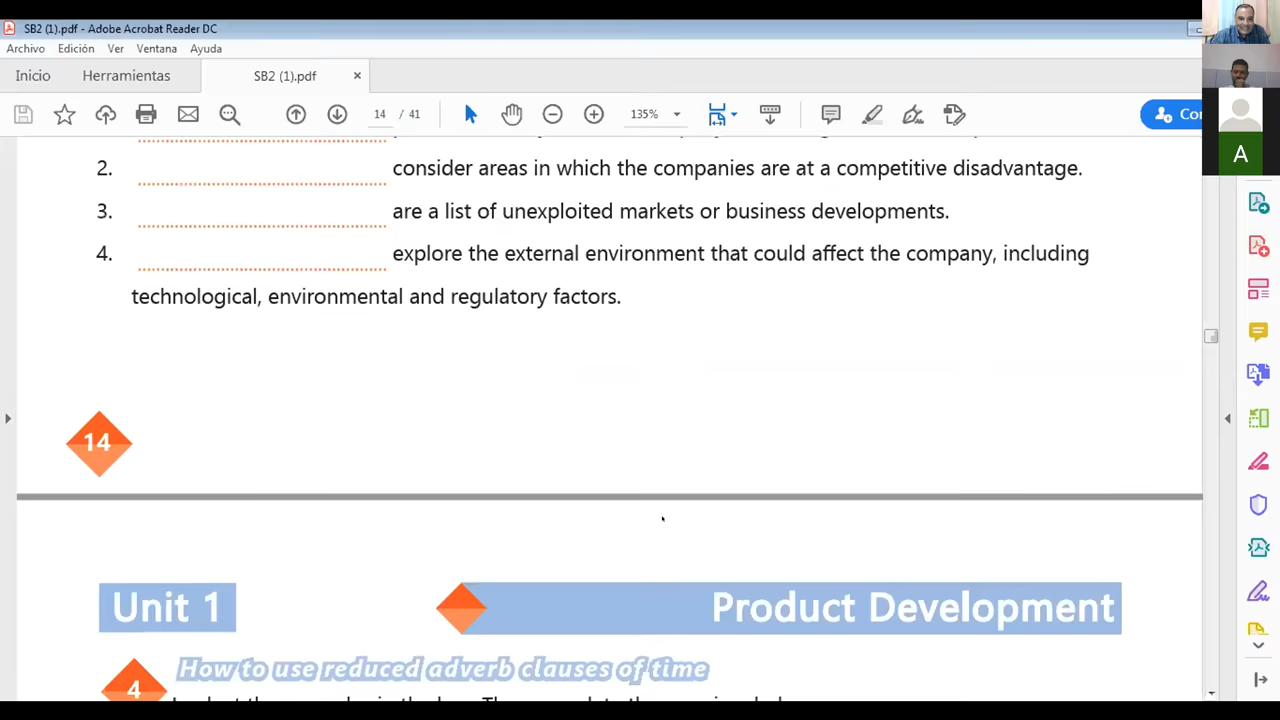 SB2 (1).pdf - Adobe Acrobat Reader DC
Archivo Edición Ver Ventana Ayuda
Inicio Herramientas SB2 (1).pdf ×
14 / 41 135% Co
2. consider areas in which the companies are at a competitive disadvantage.
3. are a list of unexploited markets or business developments.
4. explore the external environment that could affect the company, including
technological, environmental and regulatory factors.
14
Unit 1 Product Development
4 How to use reduced adverb clauses of time
A